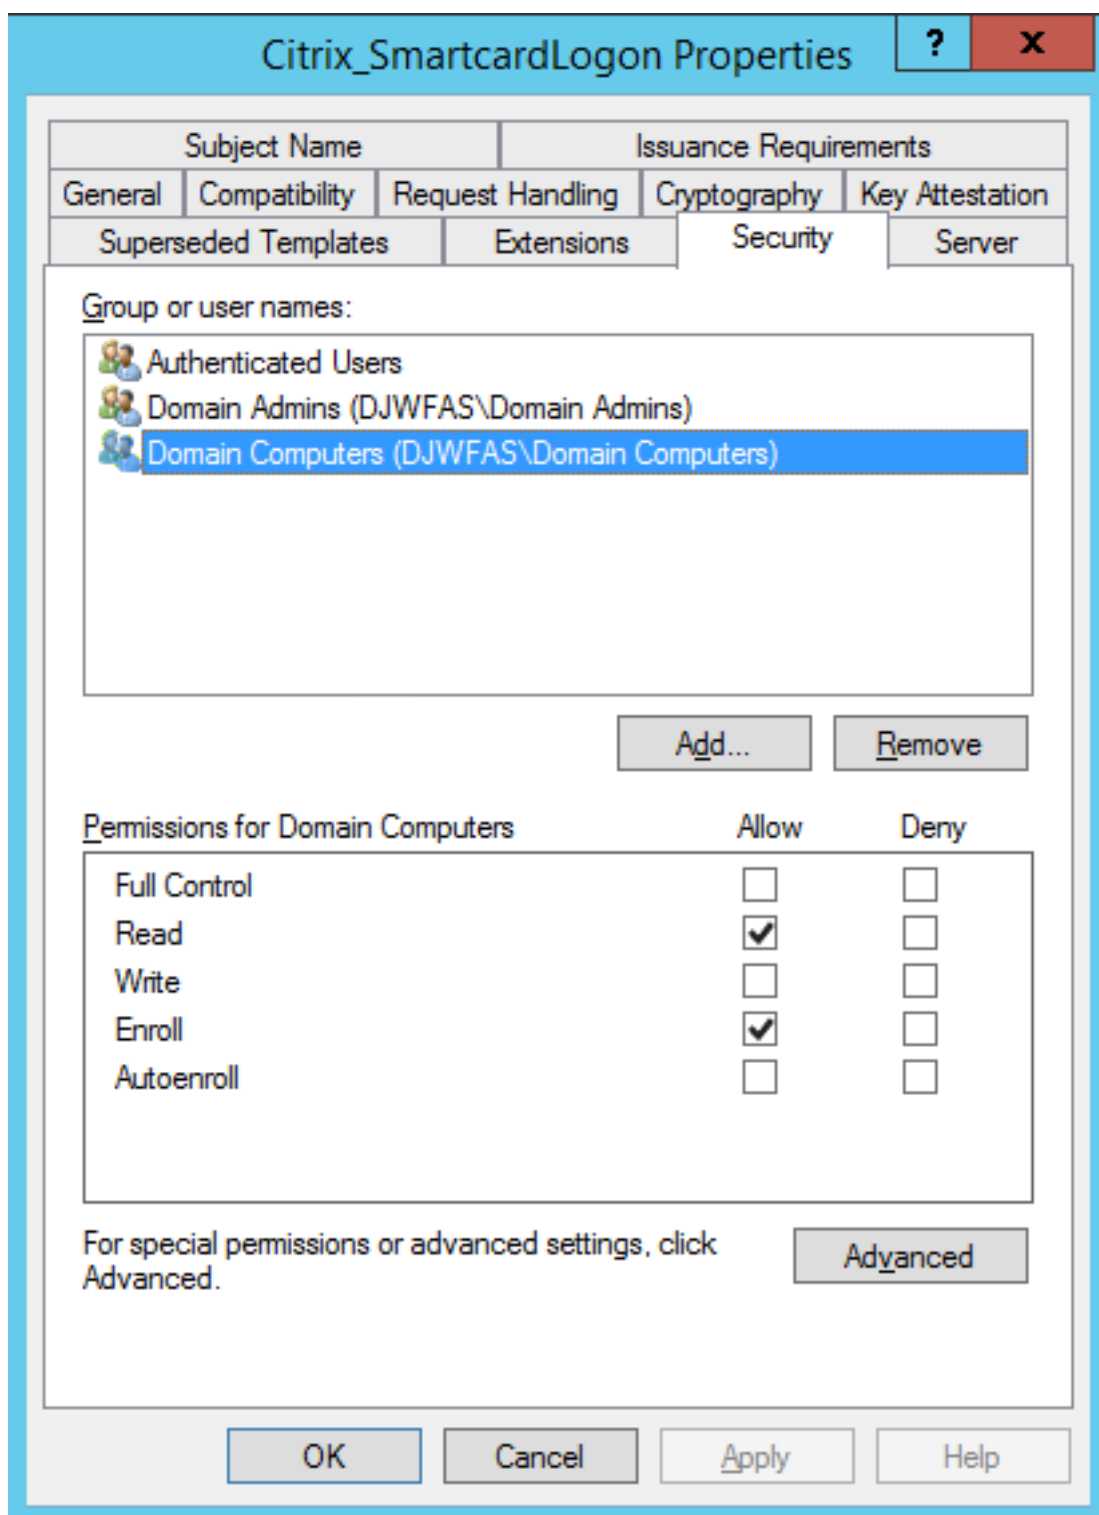 Citrix_SmartcardLogon Properties
?
x
Subject Name
Issuance Requirements
General
Compatibility
Request Handling
Cryptography
Key Attestation
Superseded Templates
Extensions
Security
Server
Group or user names:
Authenticated Users
Domain Admins (DJWFAS\Domain Admins)
Domain Computers (DJWFAS\Domain Computers)
Add...
Remove
Permissions for Domain Computers
Allow
Deny
Full Control
Read
Write
Enroll
Autoenroll
For special permissions or advanced settings, click
Advanced.
Advanced
OK
Cancel
Apply
Help